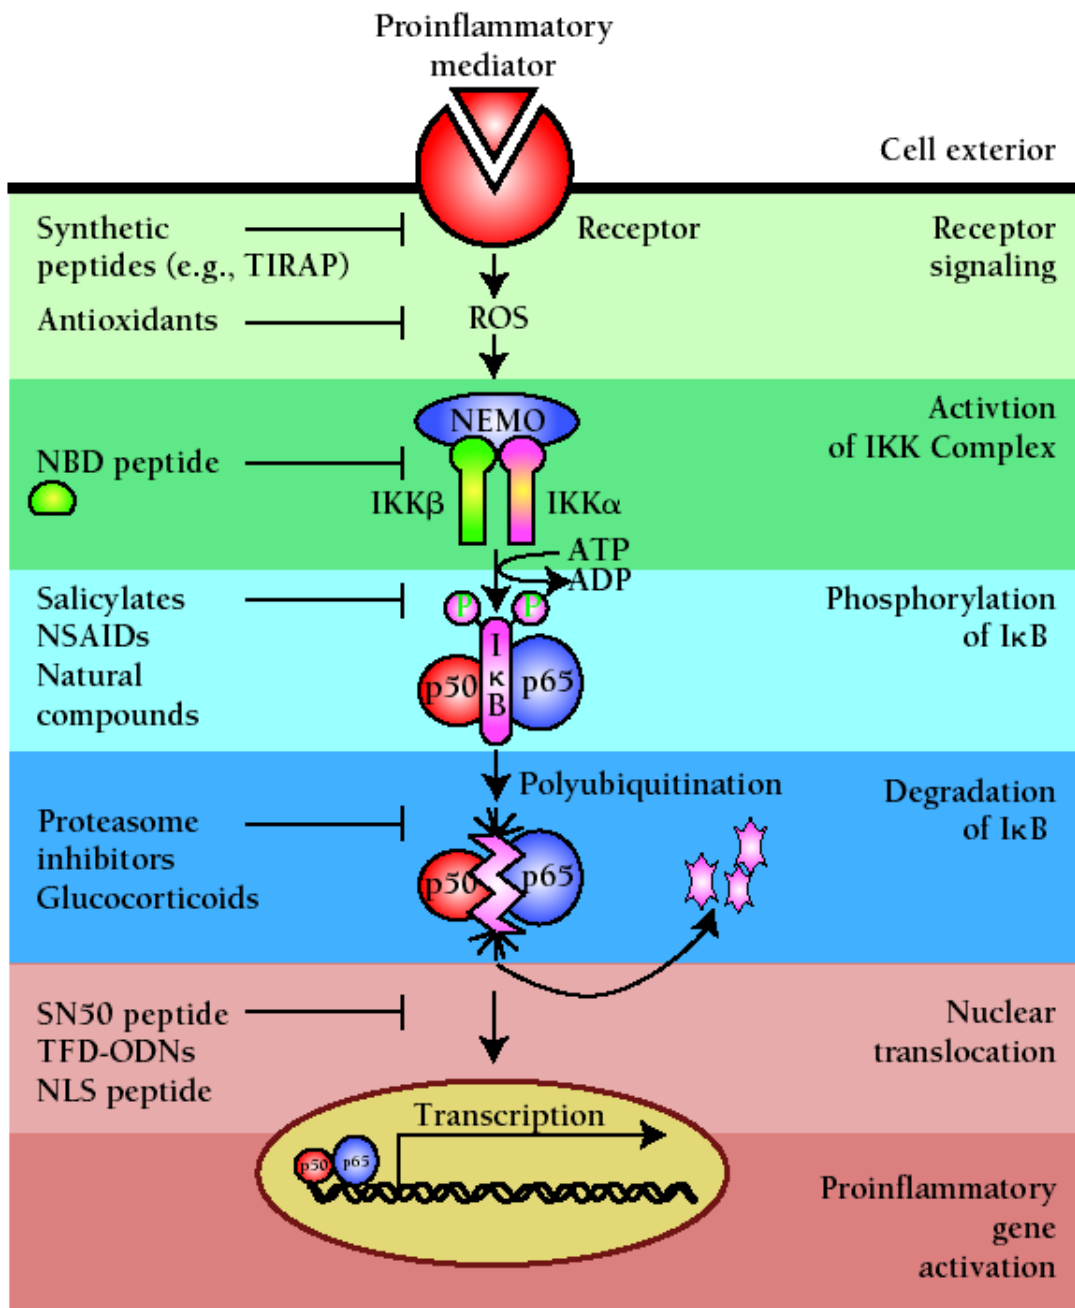 Proinflammatory
mediator
Cell exterior
Synthetic
peptides (e.g., TIRAP)
Receptor
Receptor
signaling
Antioxidants
ROS
Activtion
of IKK Complex
NEMO
NBD peptide
IKKβ
IKKα
ATP
ADP
Salicylates
NSAIDs
Natural
compounds
P
P
Phosphorylation
of IκB
p50
I
κ
B
p65
Polyubiquitination
Degradation
of IκB
Proteasome
inhibitors
Glucocorticoids
p50
p65
SN50 peptide
TFD-ODNs
NLS peptide
Nuclear
translocation
Transcription
p50
p65
Proinflammatory
gene
activation